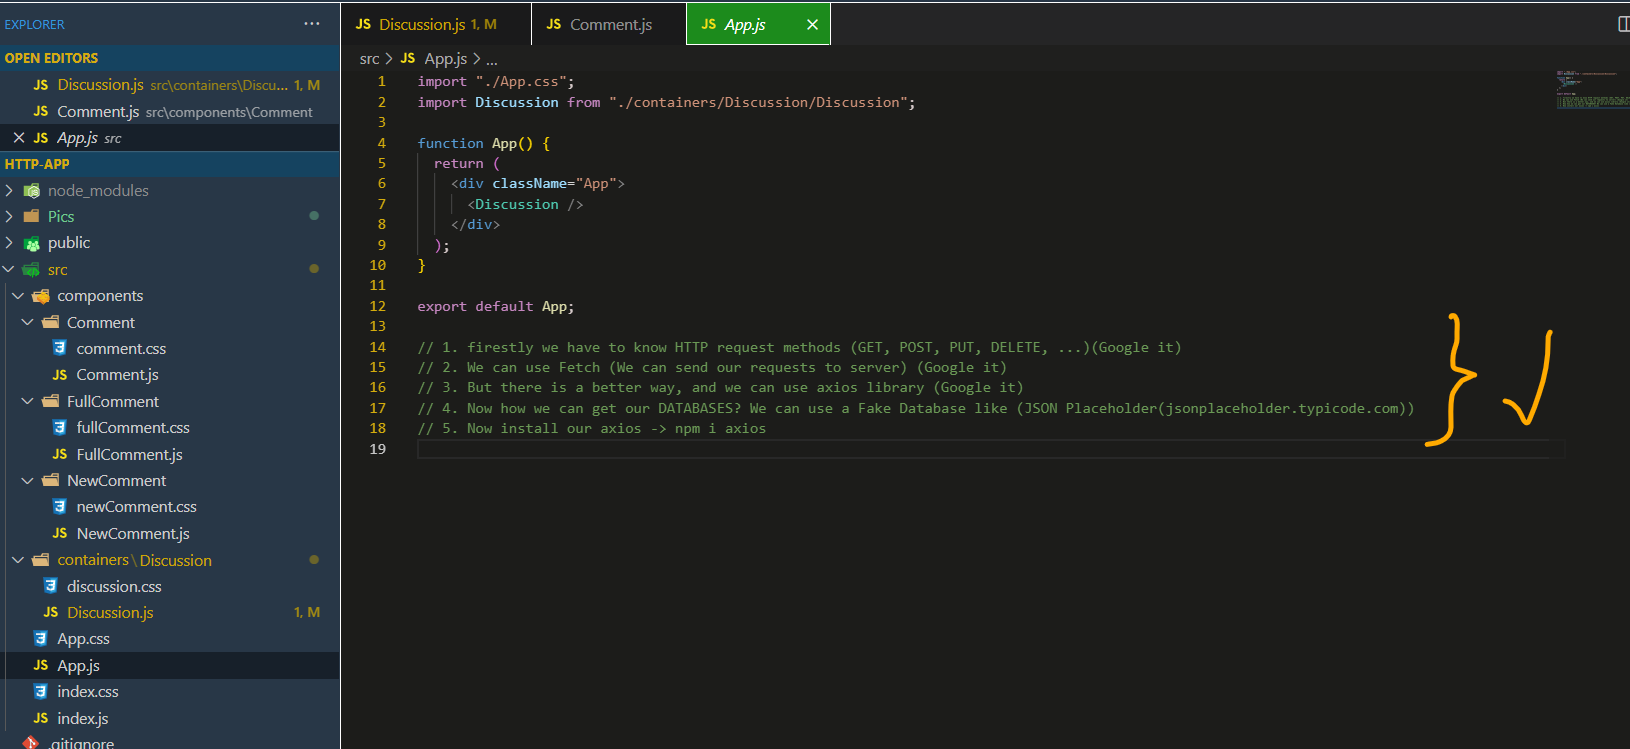 EXPLORER ...
OPEN EDITORS
JS Discussion.js src\containers\Discu... 1, M
JS Comment.js src\components\Comment
JS App.js src
HTTP-APP
node_modules
Pics
public
src
components
Comment
comment.css
JS Comment.js
FullComment
fullComment.css
JS FullComment.js
NewComment
newComment.css
JS NewComment.js
containers\Discussion
discussion.css
JS Discussion.js 1, M
App.css
JS App.js
index.css
JS index.js
.gitignore
JS Discussion.js 1, M JS Comment.js JS App.js
src > JS App.js > ...
1 import "./App.css";
2 import Discussion from "./containers/Discussion/Discussion";
3
4 function App() {
5 return (
6 <div className="App">
7 <Discussion />
8 </div>
9 );
10 }
11
12 export default App;
13
14 // 1. firestly we have to know HTTP request methods (GET, POST, PUT, DELETE, ...)(Google it)
15 // 2. We can use Fetch (We can send our requests to server) (Google it)
16 // 3. But there is a better way, and we can use axios library (Google it)
17 // 4. Now how we can get our DATABASES? We can use a Fake Database like (JSON Placeholder(jsonplaceholder.typicode.com))
18 // 5. Now install our axios -> npm i axios
19